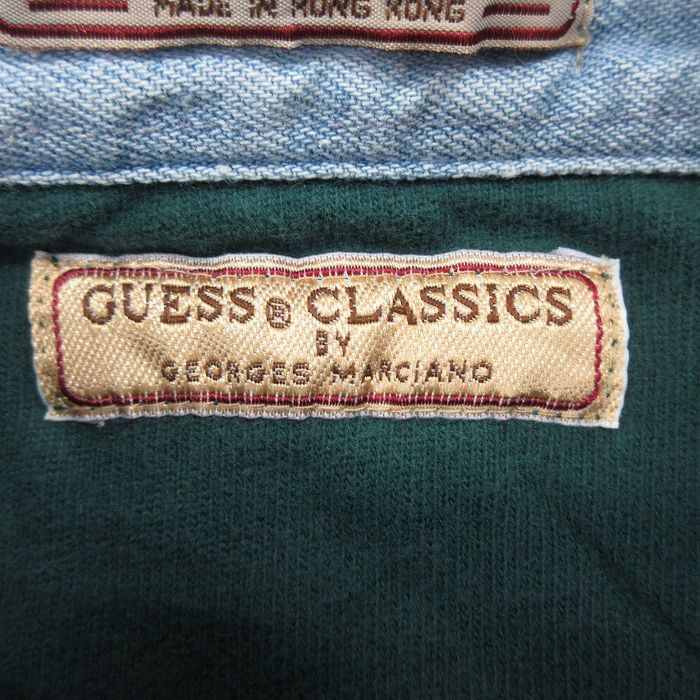 MADE IN HONG KONG
GUESS® CLASSICS
BY
GEORGES MARCIANO